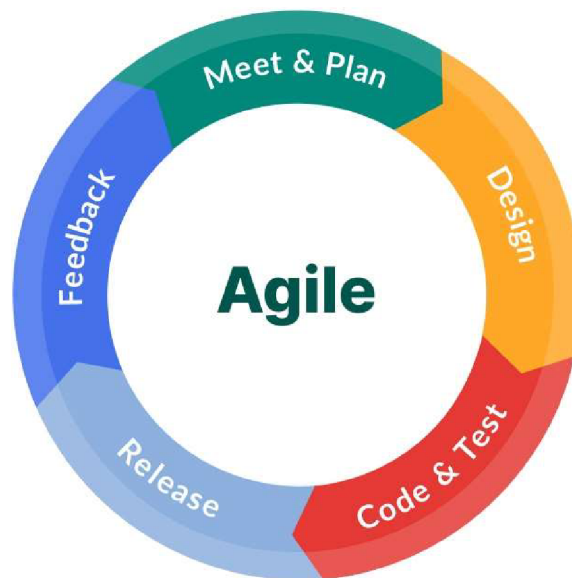 Meet & Plan
Design
Code & Test
Release
Feedback
Agile